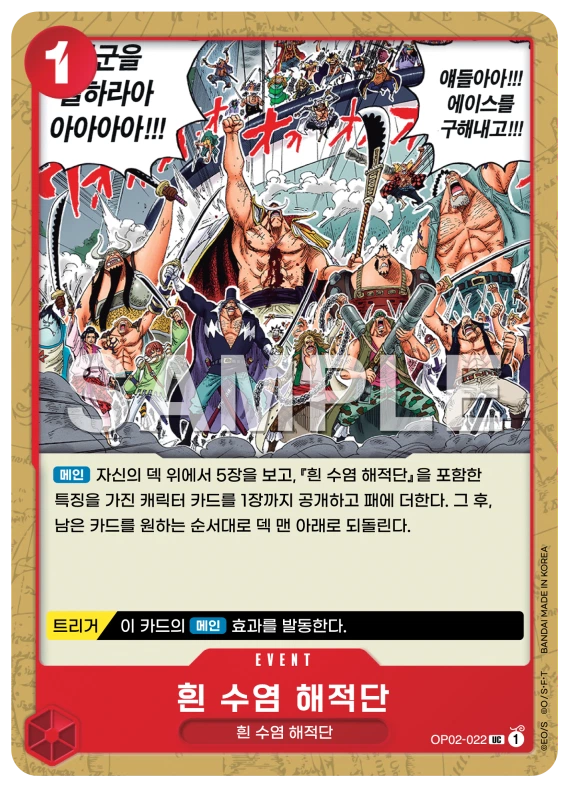 1
군을
하라아
아아아아!!!
얘들아아!!!
에이스를
구해내고!!!
SAMPLE
메인 자신의 덱 위에서 5장을 보고, 『흰 수염 해적단』을 포함한
특징을 가진 캐릭터 카드를 1장까지 공개하고 패에 더한다. 그 후,
남은 카드를 원하는 순서대로 덱 맨 아래로 되돌린다.
트리거 이 카드의 메인 효과를 발동한다.
EVENT
흰 수염 해적단
흰 수염 해적단
OP02-022 UC 1
©EO/S ©O/S·F·T BANDAI MADE IN KOREA